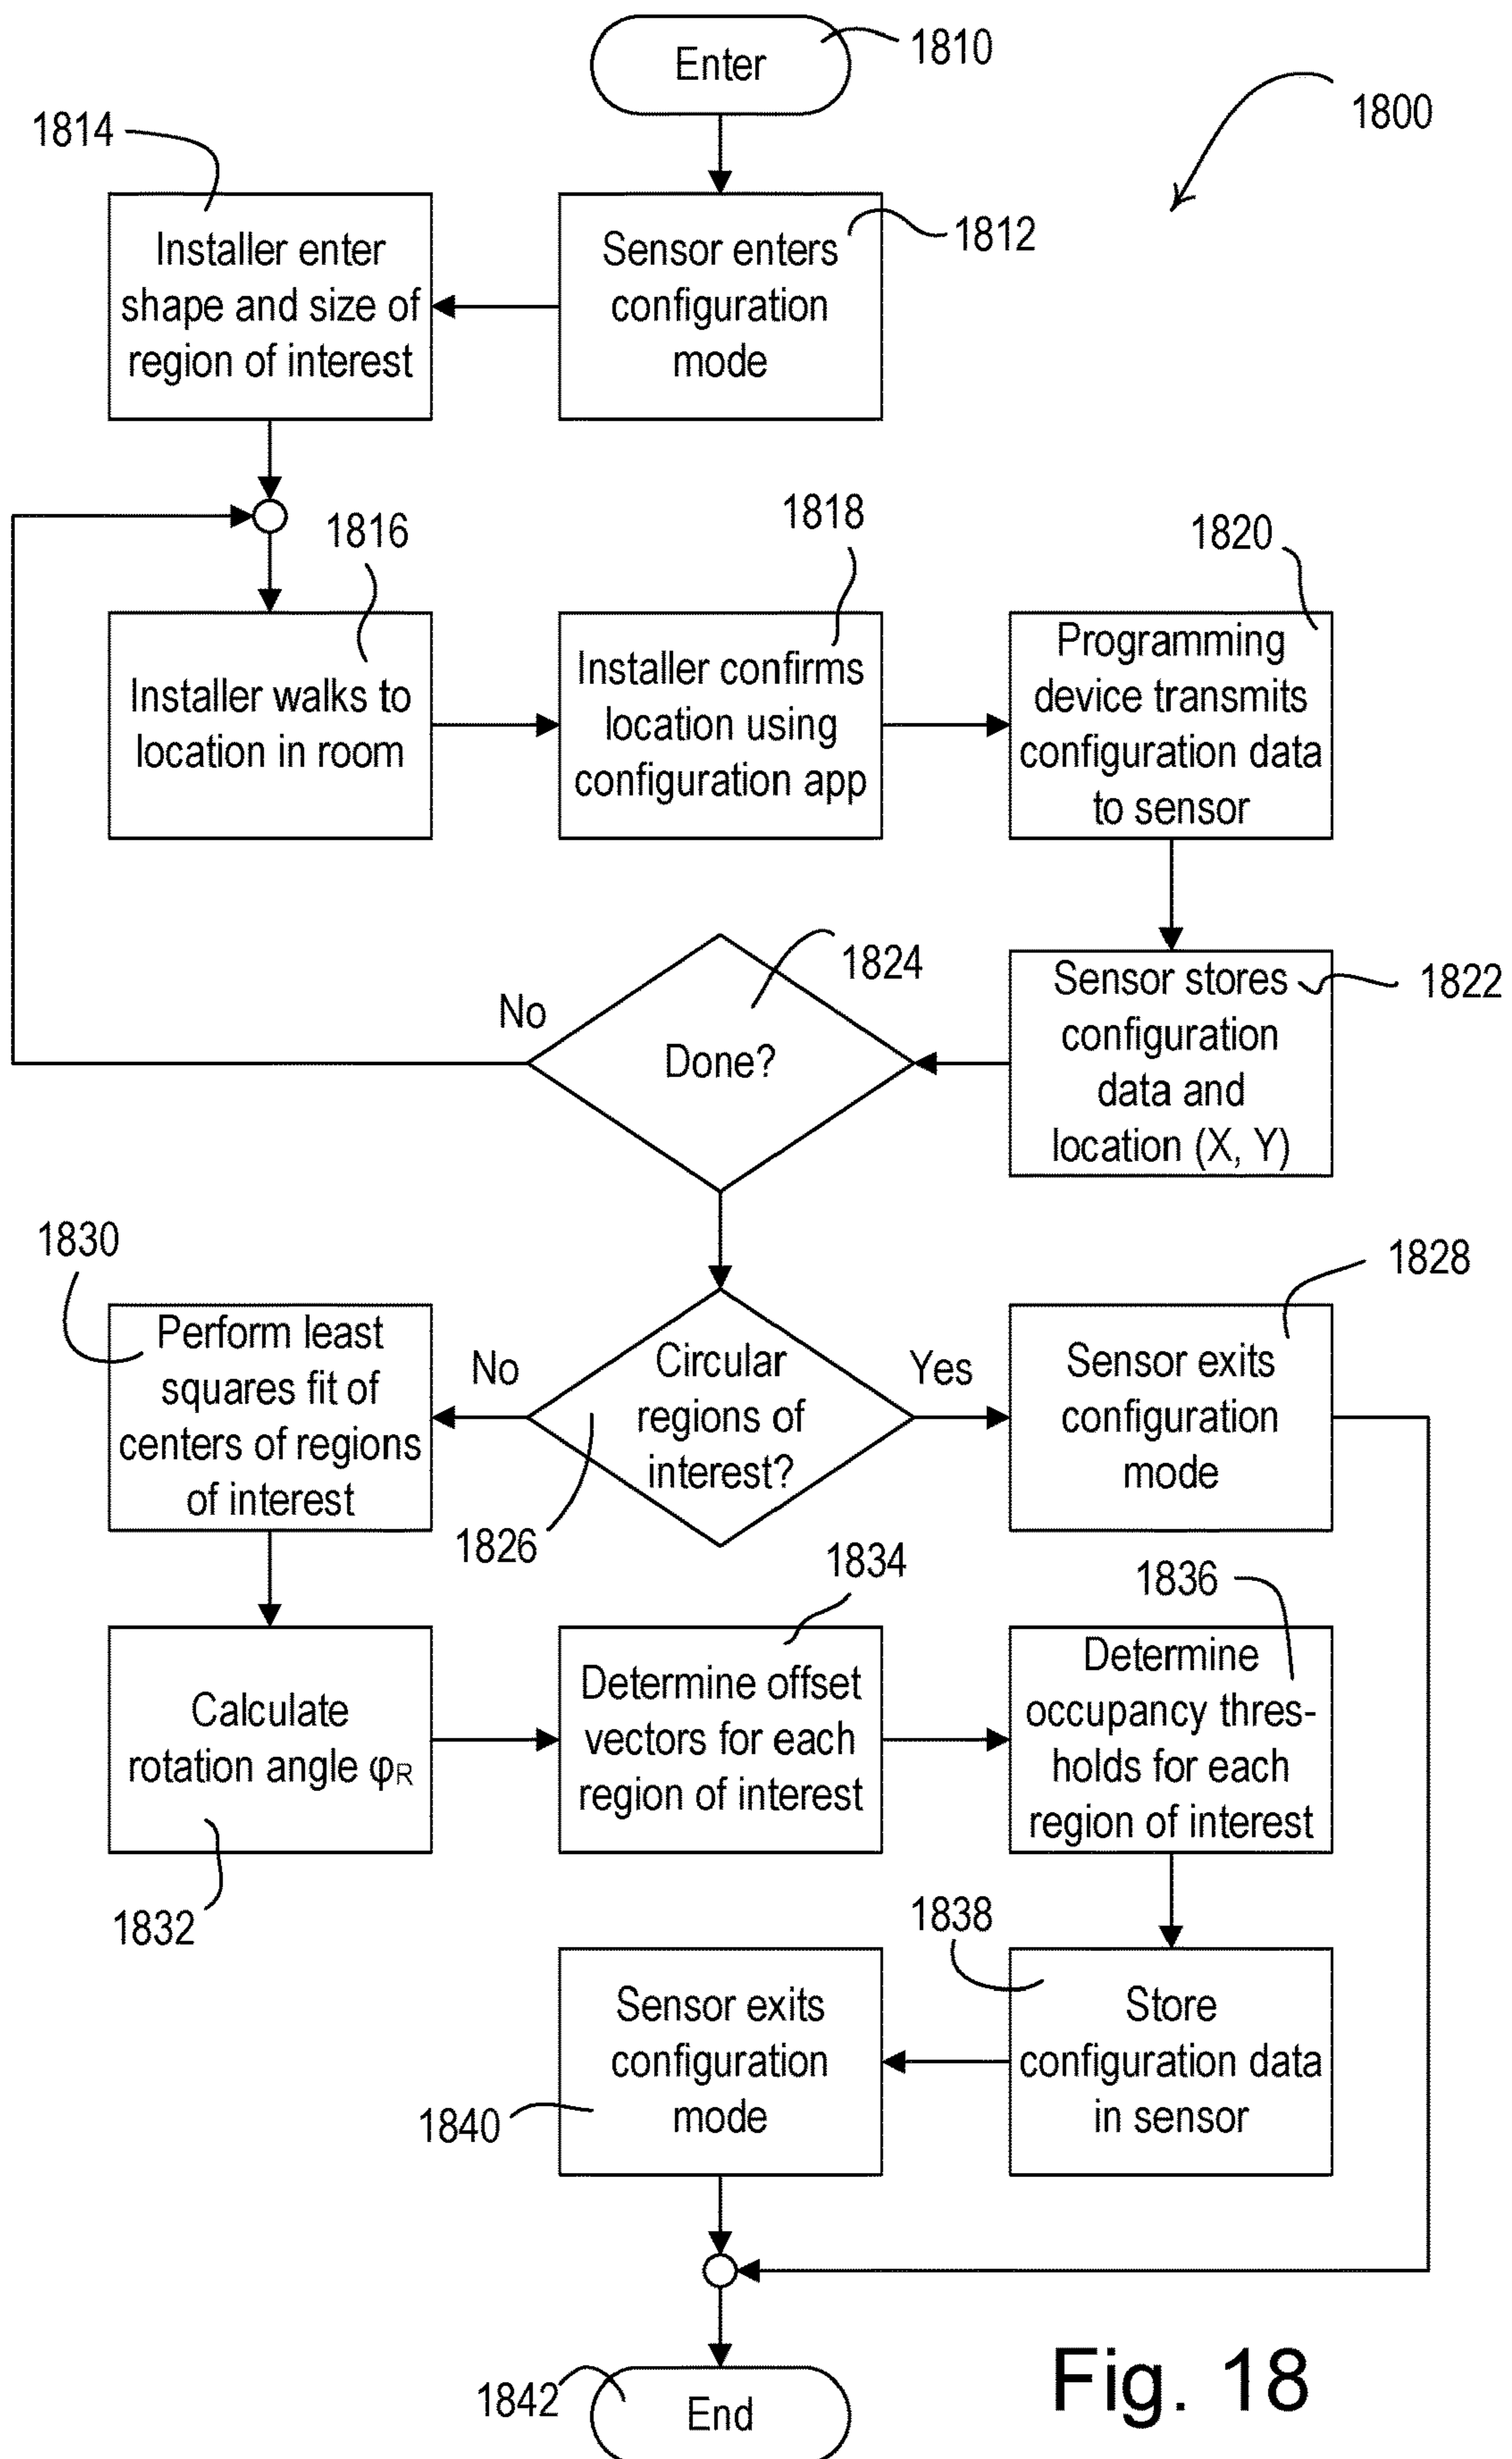 Enter
1810
1800
1814
Installer enter
shape and size of
region of interest
Sensor enters
configuration
mode
1812
1816
1818
1820
Installer walks to
location in room
Installer confirms
location using
configuration app
Programming
device transmits
configuration data
to sensor
1824
No
Done?
Sensor stores
configuration
data and
location (X, Y)
1822
1830
1828
Perform least
squares fit of
centers of regions
of interest
No
Circular
regions of
interest?
Yes
Sensor exits
configuration
mode
1826
1834
1836
Calculate
rotation angle φR
Determine offset
vectors for each
region of interest
Determine
occupancy thres-
holds for each
region of interest
1832
1838
Sensor exits
configuration
mode
Store
configuration data
in sensor
1840
1842
End
Fig. 18